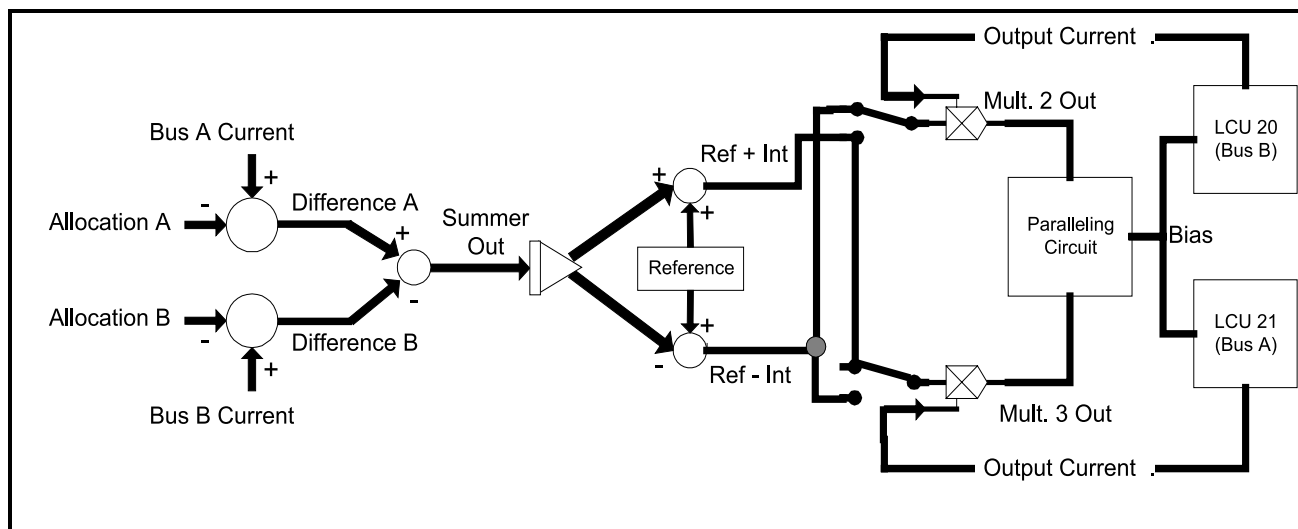 Output Current .
Bus A Current
+
-
Allocation A
Difference A
+
Summer
Out
-
Allocation B
-
Difference B
+
Bus B Current
+
Ref + Int
+
Reference
+
-
Ref - Int
Mult. 2 Out
LCU 20
(Bus B)
Paralleling
Circuit
Bias
LCU 21
(Bus A)
Mult. 3 Out
Output Current .